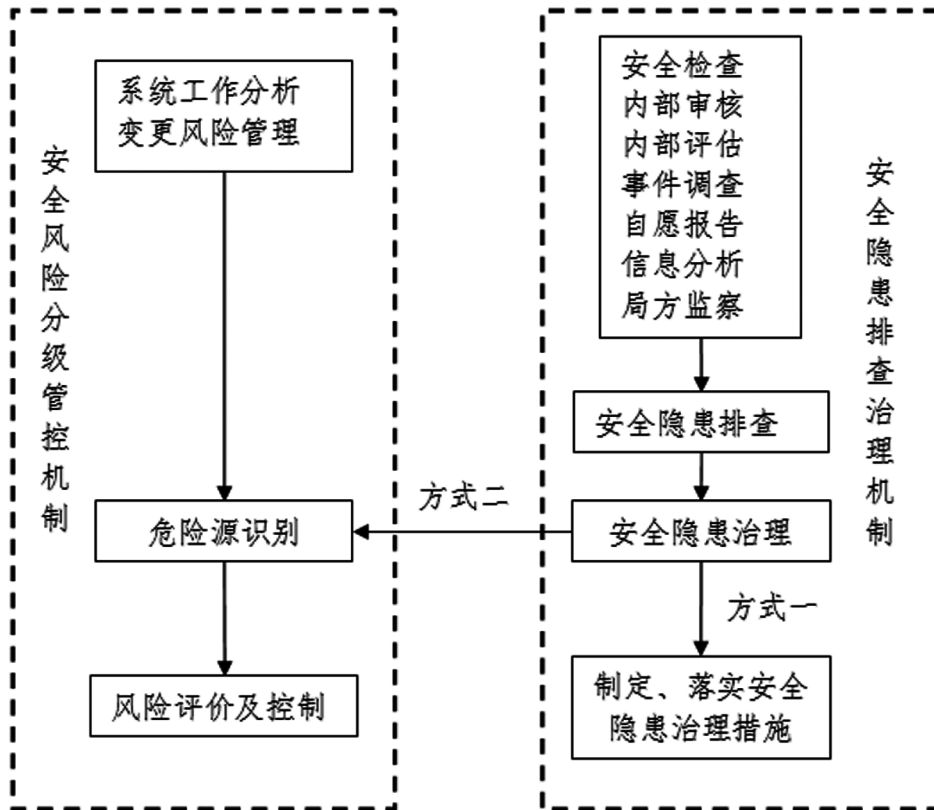 安全风险分级管控机制
系统工作分析
变更风险管理
危险源识别
风险评价及控制
方式二
安全检查
内部审核
内部评估
事件调查
自愿报告
信息分析
局方监察
安全隐患排查
安全隐患治理
方式一
制定、落实安全
隐患治理措施
安全隐患排查治理机制